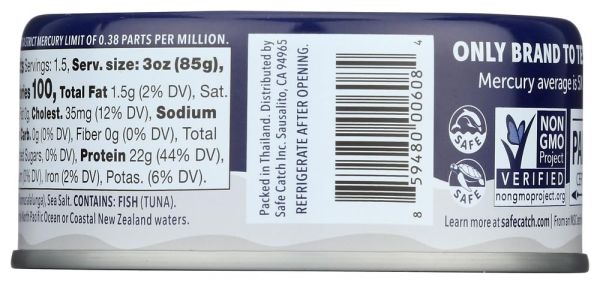 STRICT MERCURY LIMIT OF 0.38 PARTS PER MILLION.
Servings: 1.5, Serv. size: 3oz (85g),
100, Total Fat 1.5g (2% DV), Sat.
Cholest. 35mg (12% DV), Sodium
Carb. 0g (0% DV), Fiber 0g (0% DV), Total
Sugars, 0% DV), Protein 22g (44% DV),
(0% DV), Iron (2% DV), Potas. (6% DV).
Sea Salt. CONTAINS: FISH (TUNA).
Pacific Ocean or Coastal New Zealand waters.
Packed in Thailand. Distributed by
Safe Catch Inc. Sausalito, CA 94965
REFRIGERATE AFTER OPENING.
8 59480 00608 4
ONLY BRAND TO
Mercury average is
SAFE
SAFE
NON
GMO
Project
VERIFIED
nongmoproject.org
Learn more at safecatch.com | From an